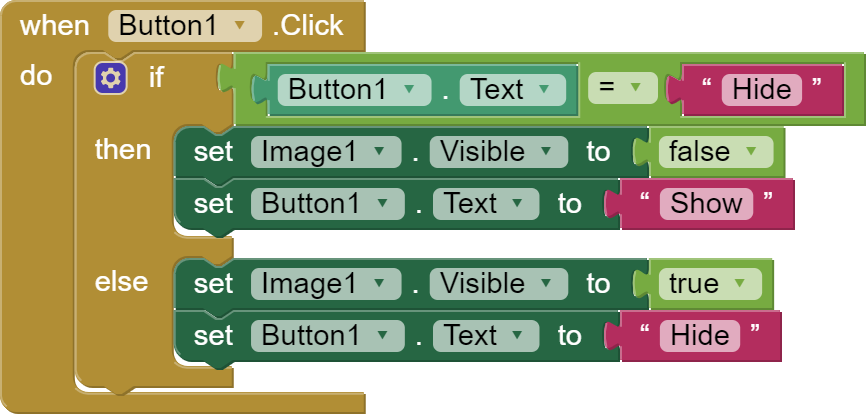 when Button1 .Click
do if Button1 . Text = “ Hide ”
then set Image1 . Visible to false
set Button1 . Text to “ Show ”
else set Image1 . Visible to true
set Button1 . Text to “ Hide ”